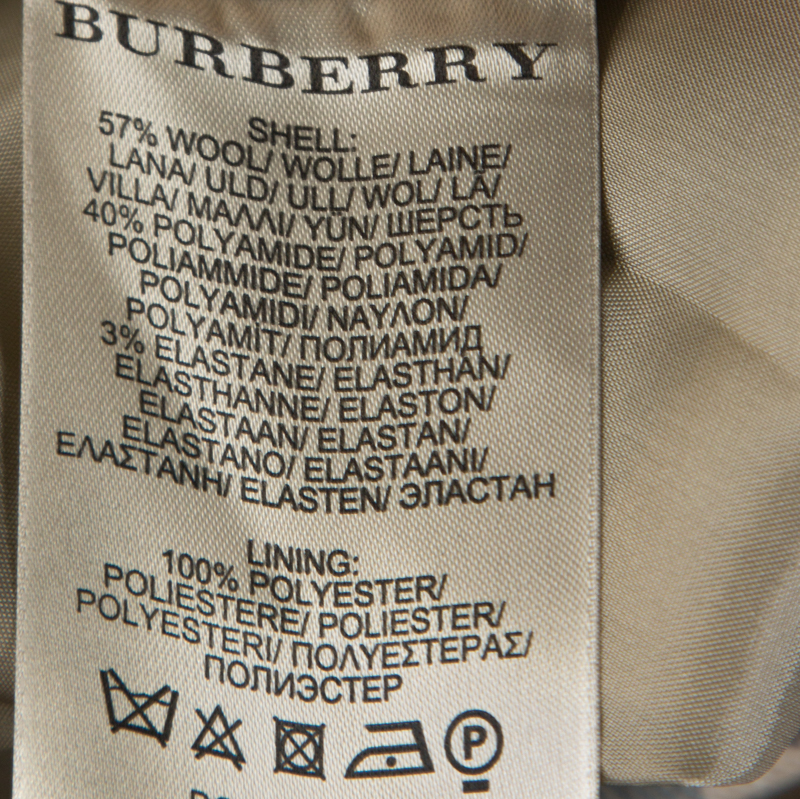 BURBERRY
SHELL:
57% WOOL/ WOLLE/ LAINE/
LANA/ ULD/ ULL/ WOL/ LÃ/
VILLA/ ΜΑΛΛΙ/ YÜN/ ШЕРСТЬ
40% POLYAMIDE/ POLYAMID/
POLIAMMIDE/ POLIAMIDA/
POLYAMIDI/ ΝΑΥΛΟΝ/
POLYAMİT/ ПОЛИАМИД
3% ELASTANE/ ELASTHAN/
ELASTHANNE/ ELASTON/
ELASTAAN/ ELASTAN/
ELASTANO/ ELASTAANI/
ΕΛΑΣΤΑΝΗ/ ELASTEN/ ЭЛАСТАН
LINING:
100% POLYESTER/
POLIESTERE/ POLIESTER/
POLYESTERI/ ΠΟΛΥΕΣΤΕΡΑΣ/
ПОЛИЭСТЕР
P